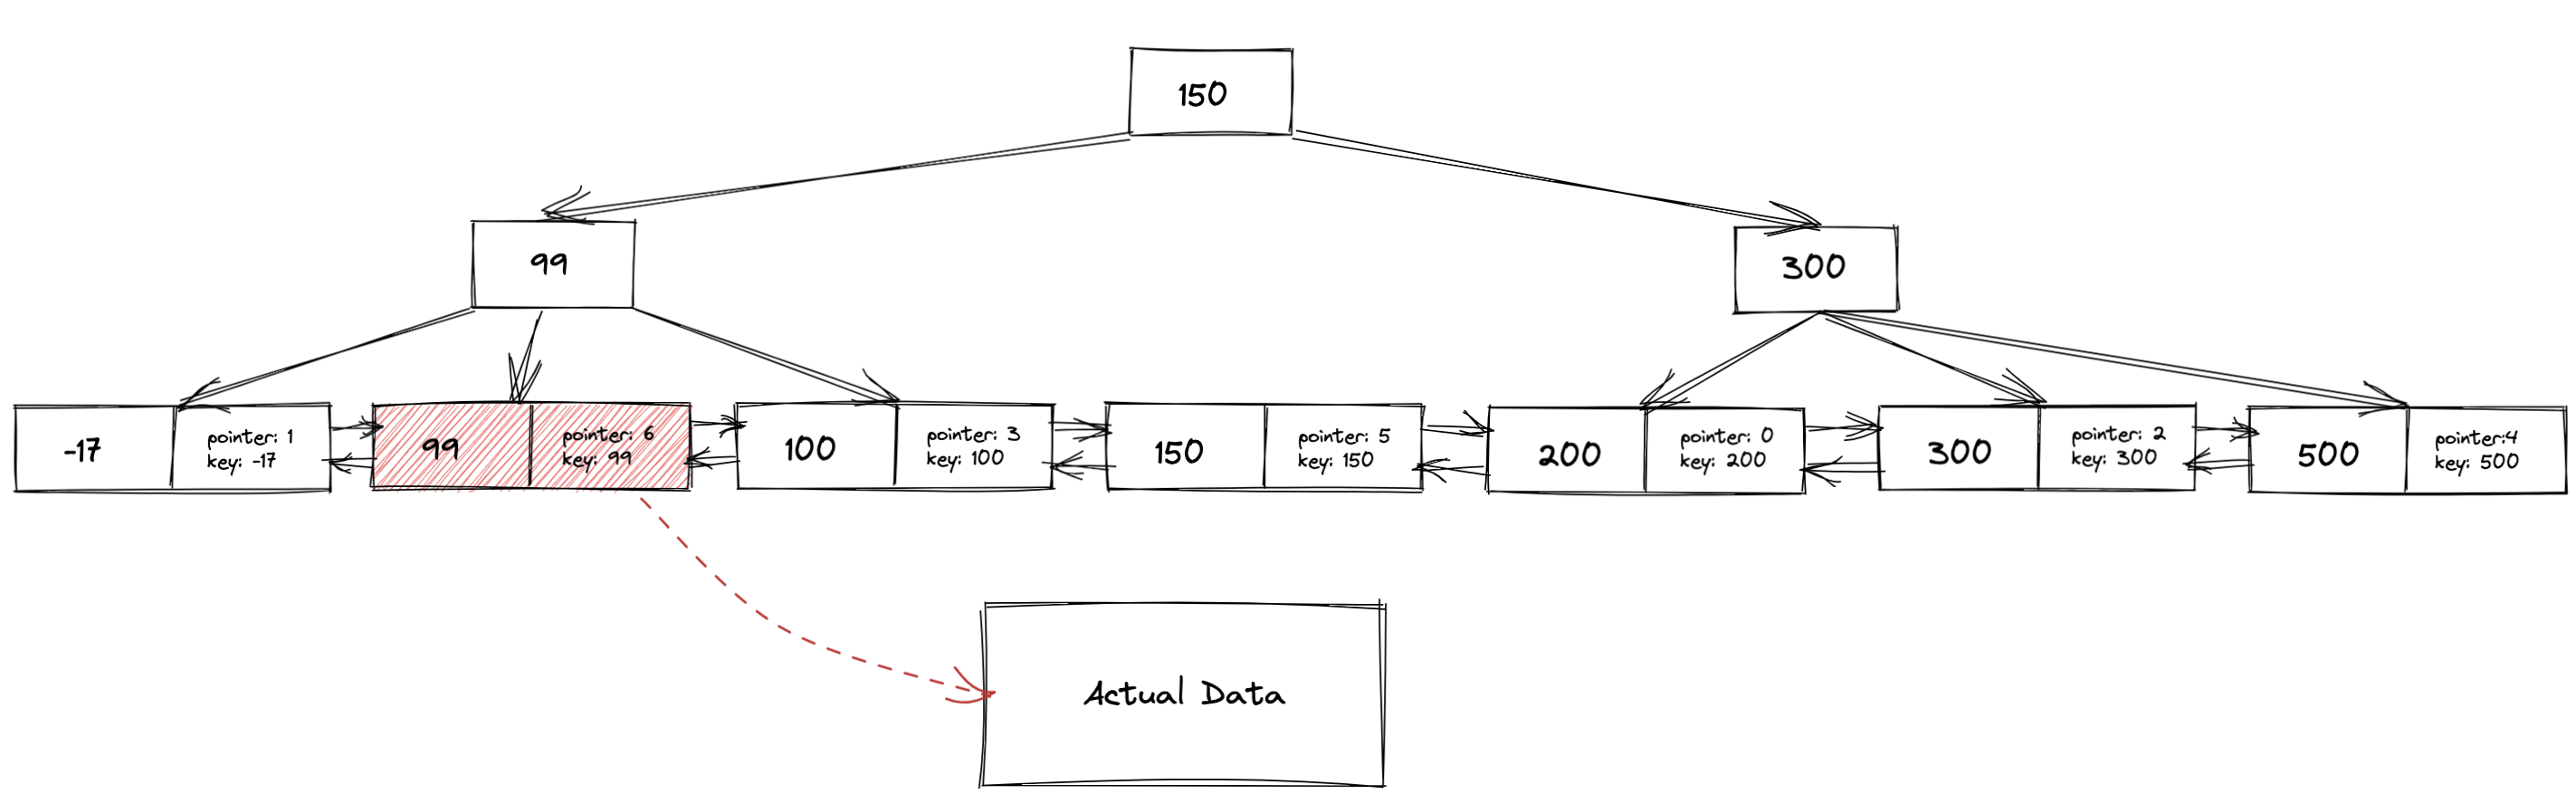 150
99
300
-17
pointer: 1
key: -17
99
pointer: 6
key: 99
100
pointer: 3
key: 100
150
pointer: 5
key: 150
200
pointer: 0
key: 200
300
pointer: 2
key: 300
500
pointer:4
key: 500
Actual Data